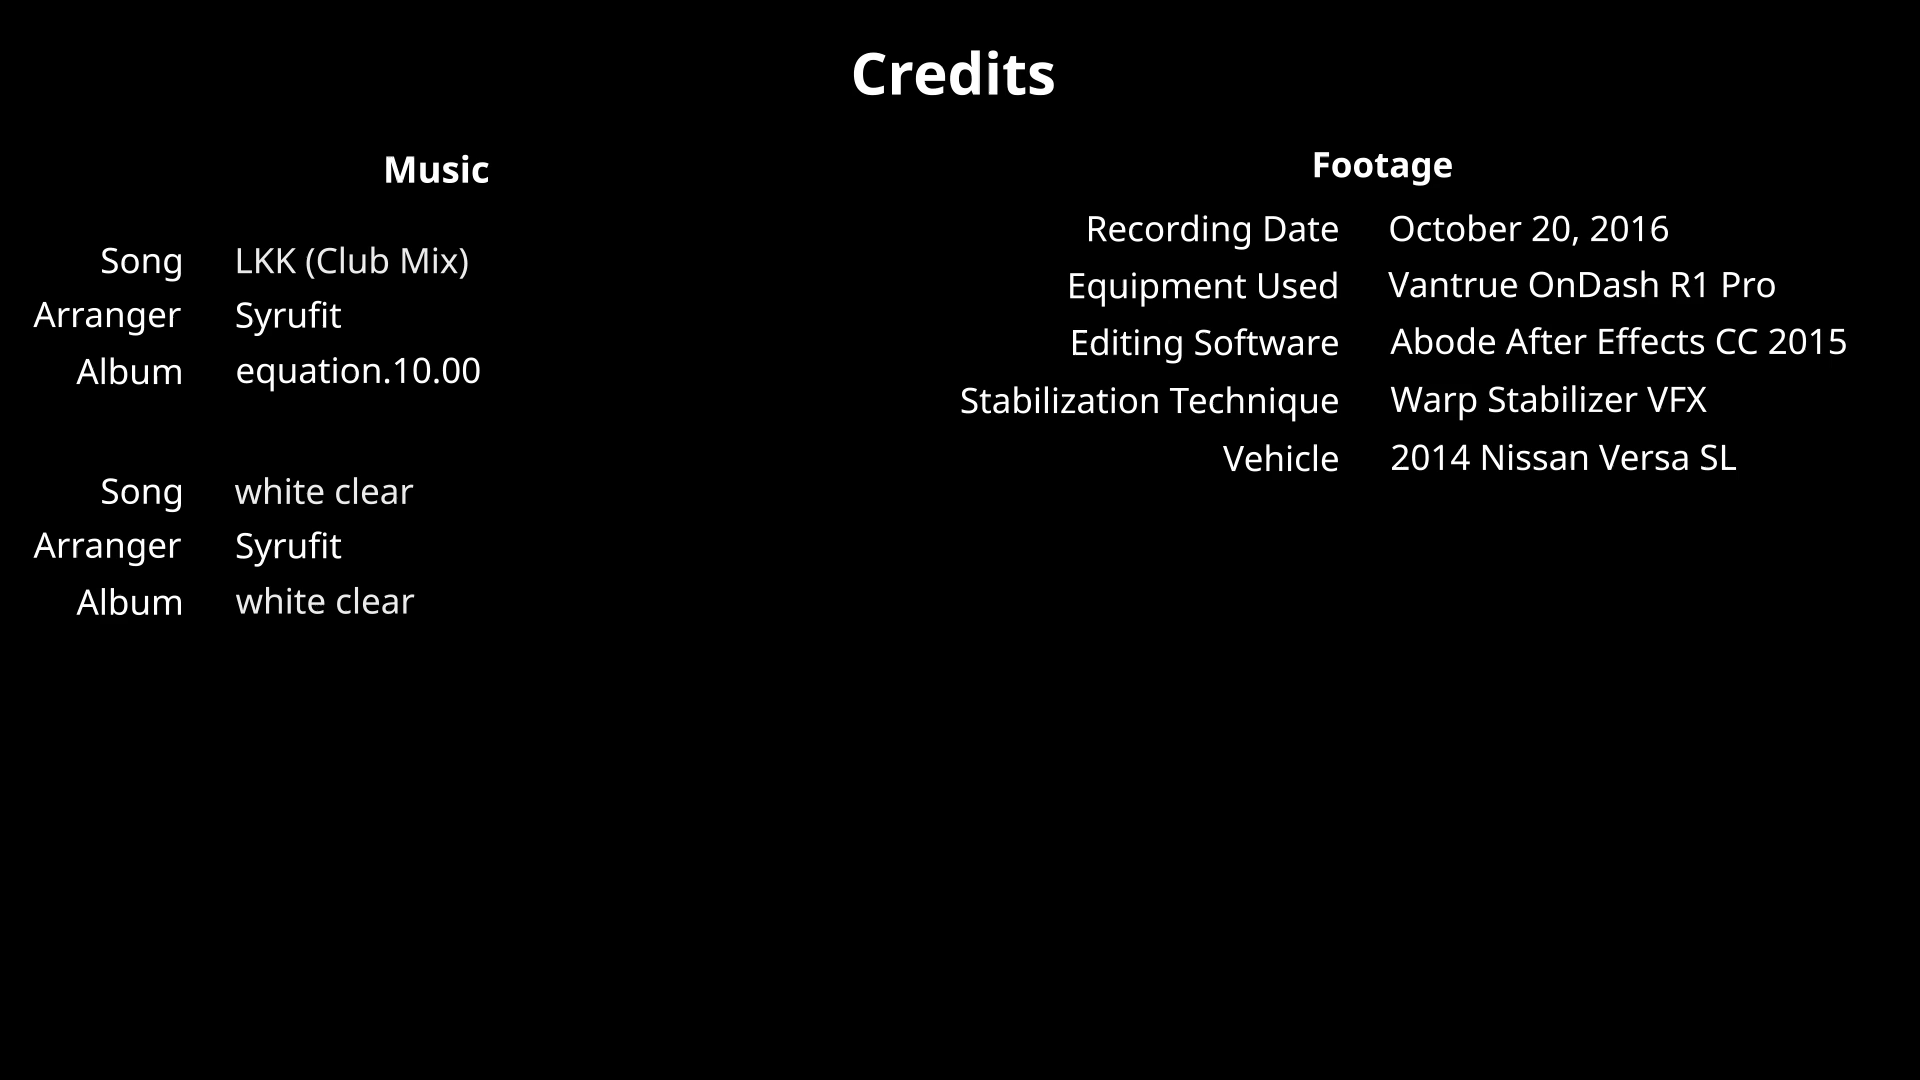 Credits
Music
Song LKK (Club Mix)
Arranger Syrufit
Album equation.10.00
Song white clear
Arranger Syrufit
Album white clear
Footage
Recording Date October 20, 2016
Equipment Used Vantrue OnDash R1 Pro
Editing Software Abode After Effects CC 2015
Stabilization Technique Warp Stabilizer VFX
Vehicle 2014 Nissan Versa SL